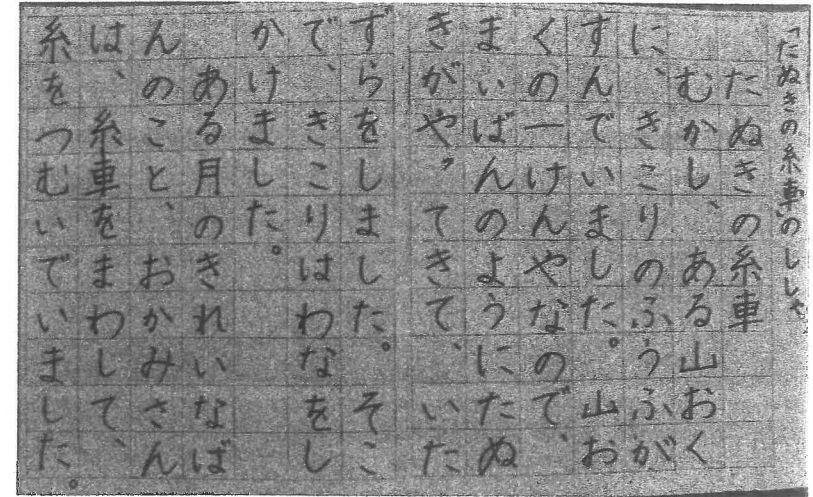 「たぬきの糸車」のししゃ
たぬきの糸車
むかし、ある山おく
に、きこりのふうふが
すんでいました。山お
くの一けんやなので、
まいばんのようにたぬ
きがやってきて、いた
ずらをしました。そこ
で、きこりはわなをし
かけました。
ある月のきれいなば
んのこと、おかみさん
は、糸車をまわして、
糸をつむいでいました。